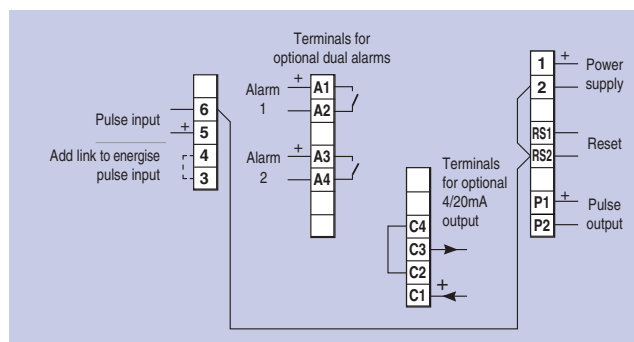 Terminals for
optional dual alarms
Alarm
1
+
A1
A2
Alarm
2
+
A3
A4
6
5
4
3
Pulse input
+
Add link to energise
pulse input
Terminals
for optional
4/20mA
output
C4
C3
C2
C1
+
1
2
RS1
RS2
P1
P2
+
Power
supply
Reset
+
Pulse
output